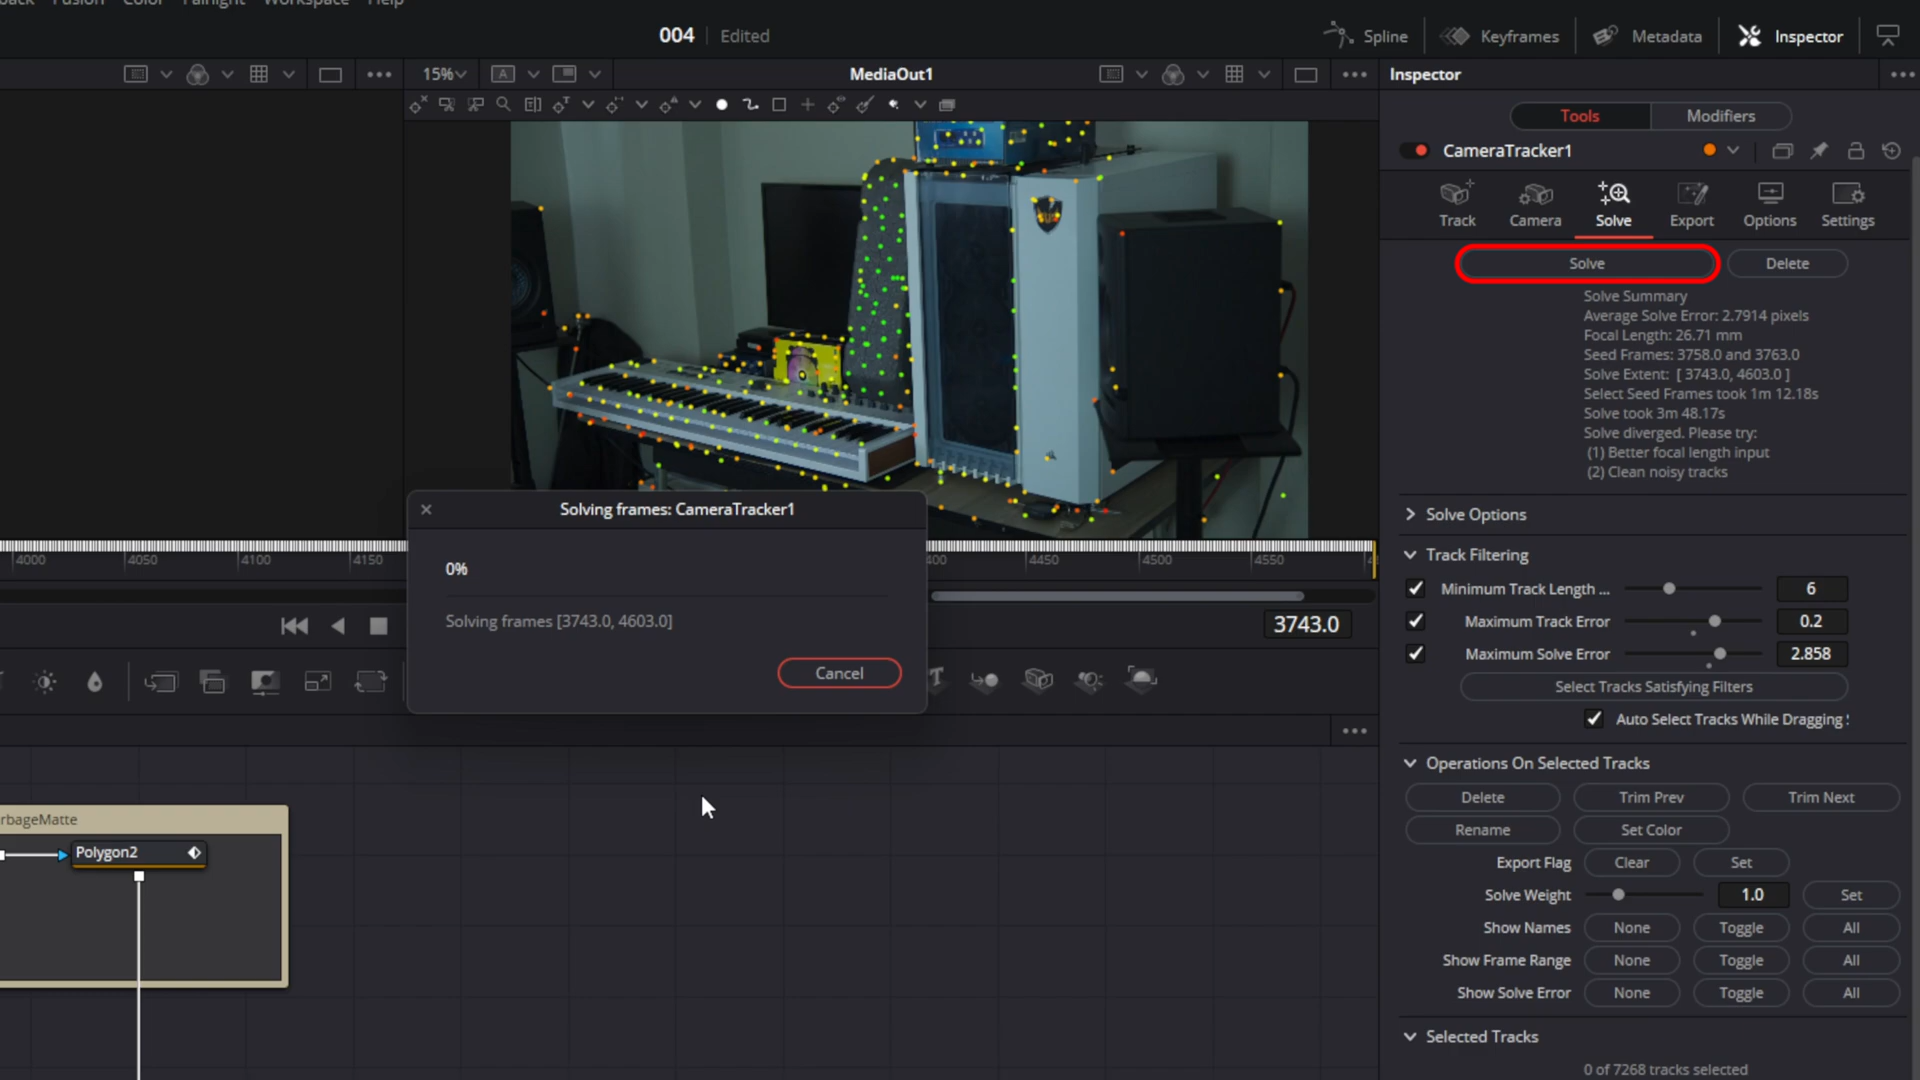 Fusion Color Fairlight Workspace Help
004 Edited
Spline Keyframes Metadata Inspector
15% A MediaOut1 Inspector
Tools Modifiers
CameraTracker1
Track Camera Solve Export Options Settings
Solve Delete
Solve Summary
Average Solve Error: 2.7914 pixels
Focal Length: 26.71 mm
Seed Frames: 3758.0 and 3763.0
Solve Extent: [ 3743.0, 4603.0 ]
Select Seed Frames took 1m 12.18s
Solve took 3m 48.17s
Solve diverged. Please try:
(1) Better focal length input
(2) Clean noisy tracks
Solving frames: CameraTracker1
0%
Solving frames [3743.0, 4603.0]
Cancel
4000 4050 4100 4150 400 4450 4500 4550
3743.0
Solve Options
Track Filtering
Minimum Track Length ... 6
Maximum Track Error 0.2
Maximum Solve Error 2.858
Select Tracks Satisfying Filters
Auto Select Tracks While Dragging
Operations On Selected Tracks
Delete Trim Prev Trim Next
Rename Set Color
Export Flag Clear Set
Solve Weight 1.0 Set
Show Names None Toggle All
Show Frame Range None Toggle All
Show Solve Error None Toggle All
Selected Tracks
0 of 7268 tracks selected
rbageMatte
Polygon2